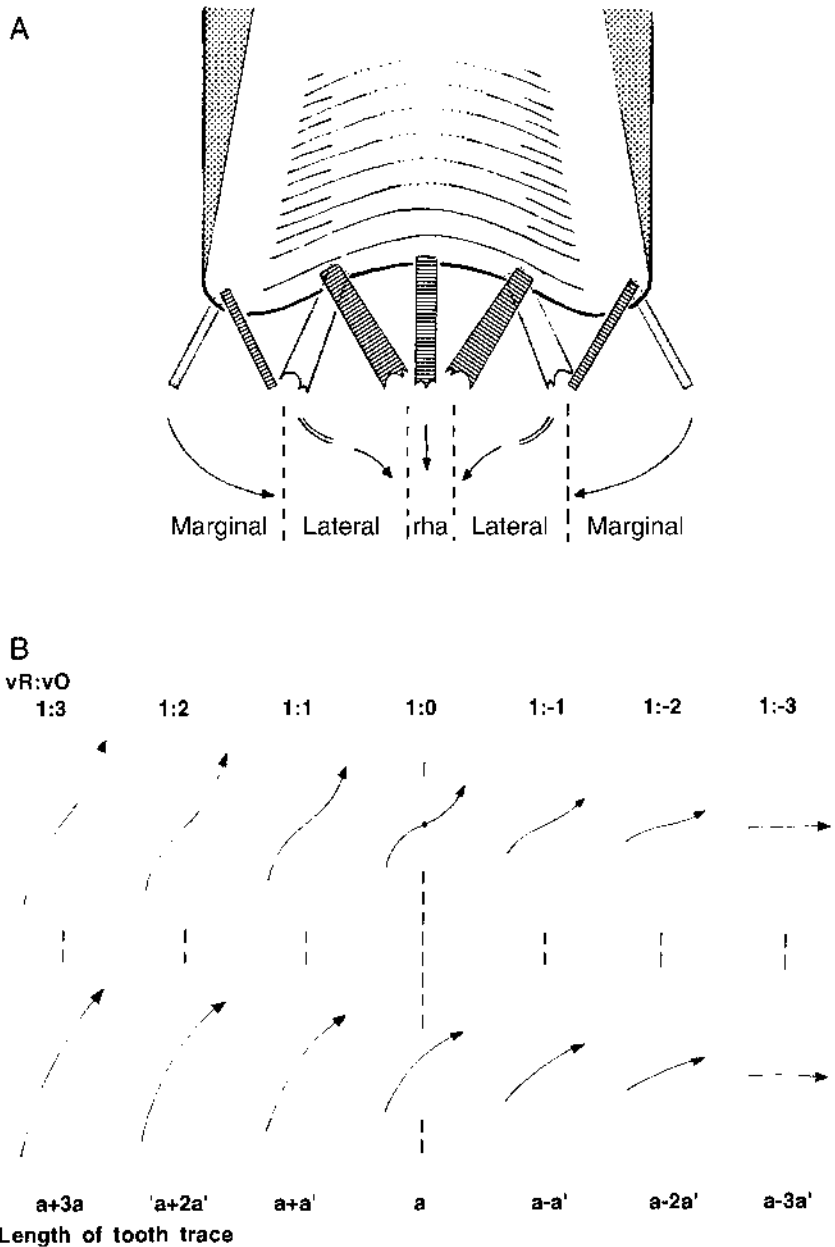 A
Marginal Lateral rha Lateral Marginal
B
vR:vO
1:3 1:2 1:1 1:0 1:-1 1:-2 1:-3
a+3a 'a+2a' a+a' a a-a' a-2a' a-3a'
Length of tooth trace